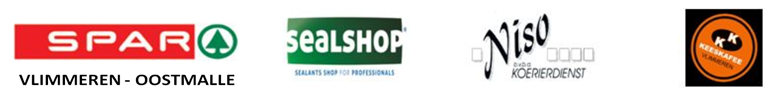 SPAR
VLIMMEREN - OOSTMALLE
SEALSHOP®
SEALANTS SHOP FOR PROFESSIONALS
Niso
KOERIERDIENST
KK
KEESKAFEE
VLIMMEREN